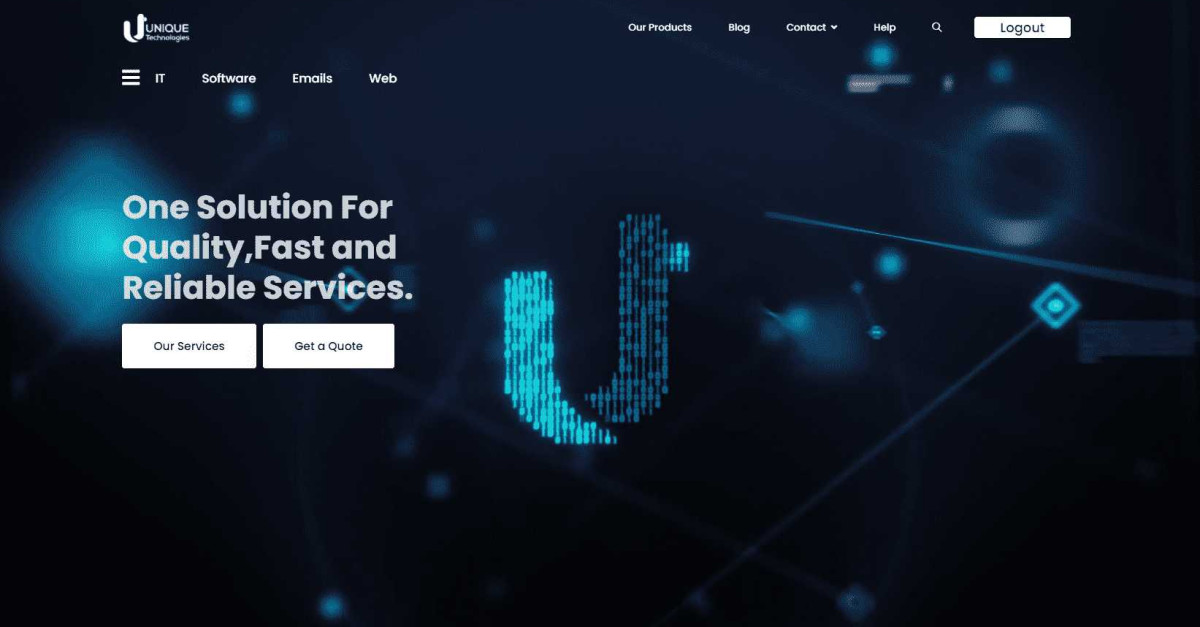 UNIQUE
Technologies
Our Products
Blog
Contact
Help
Logout
IT
Software
Emails
Web
One Solution For
Quality,Fast and
Reliable Services.
Our Services
Get a Quote